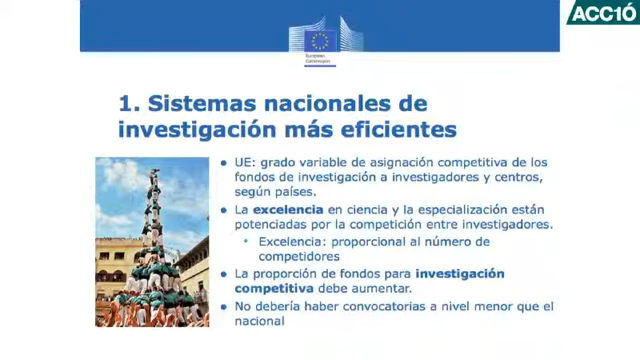 ACC1Ó
European
Commission
1. Sistemas nacionales de
investigación más eficientes
• UE: grado variable de asignación competitiva de los
fondos de investigación a investigadores y centros,
según países.
• La excelencia en ciencia y la especialización están
potenciadas por la competición entre investigadores.
• Excelencia: proporcional al número de
competidores
• La proporción de fondos para investigación
competitiva debe aumentar.
• No debería haber convocatorias a nivel menor que el
nacional